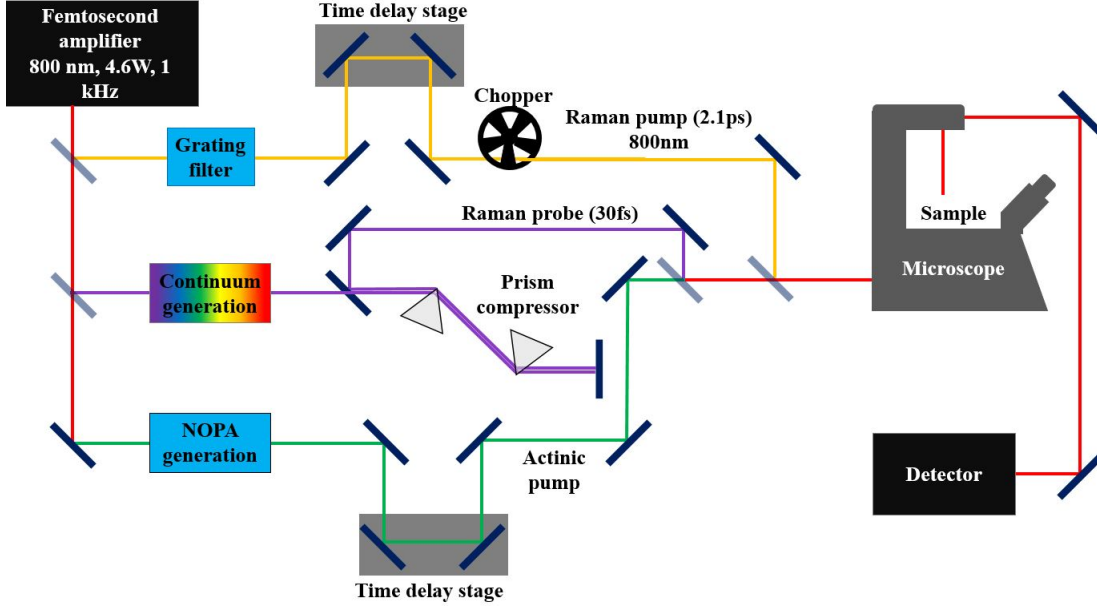 Femtosecond
amplifier
800 nm, 4.6W, 1
kHz
Time delay stage
Chopper
Raman pump (2.1ps)
800nm
Grating
filter
Raman probe (30fs)
Sample
Microscope
Continuum
generation
Prism
compressor
NOPA
generation
Actinic
pump
Detector
Time delay stage